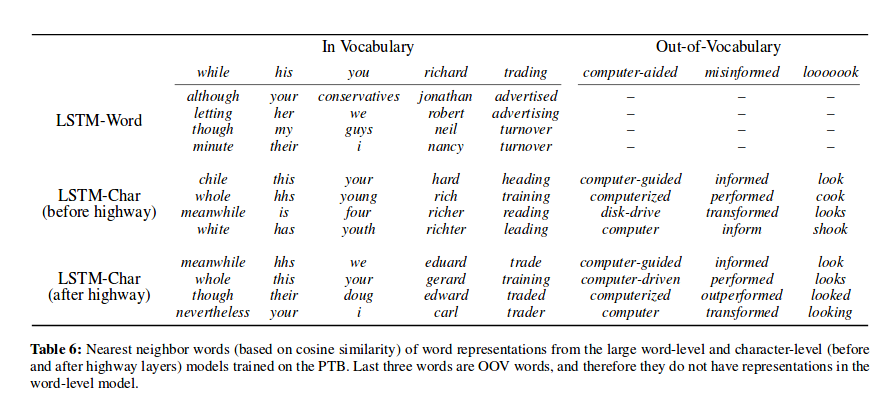 In Vocabulary Out-of-Vocabulary
while his you richard trading computer-aided misinformed looooook
although your conservatives jonathan advertised – – –
letting her we robert advertising – – –
though my guys neil turnover – – –
minute their i nancy turnover – – –
LSTM-Word
chile this your hard heading computer-guided informed look
whole hhs young rich training computerized performed cook
meanwhile is four richer reading disk-drive transformed looks
white has youth richter leading computer inform shook
LSTM-Char
(before highway)
meanwhile hhs we eduard trade computer-guided informed look
whole this your gerard training computer-driven performed looks
though their doug edward traded computerized outperformed looked
nevertheless your i carl trader computer transformed looking
LSTM-Char
(after highway)
Table 6: Nearest neighbor words (based on cosine similarity) of word representations from the large word-level and character-level (before
and after highway layers) models trained on the PTB. Last three words are OOV words, and therefore they do not have representations in the
word-level model.